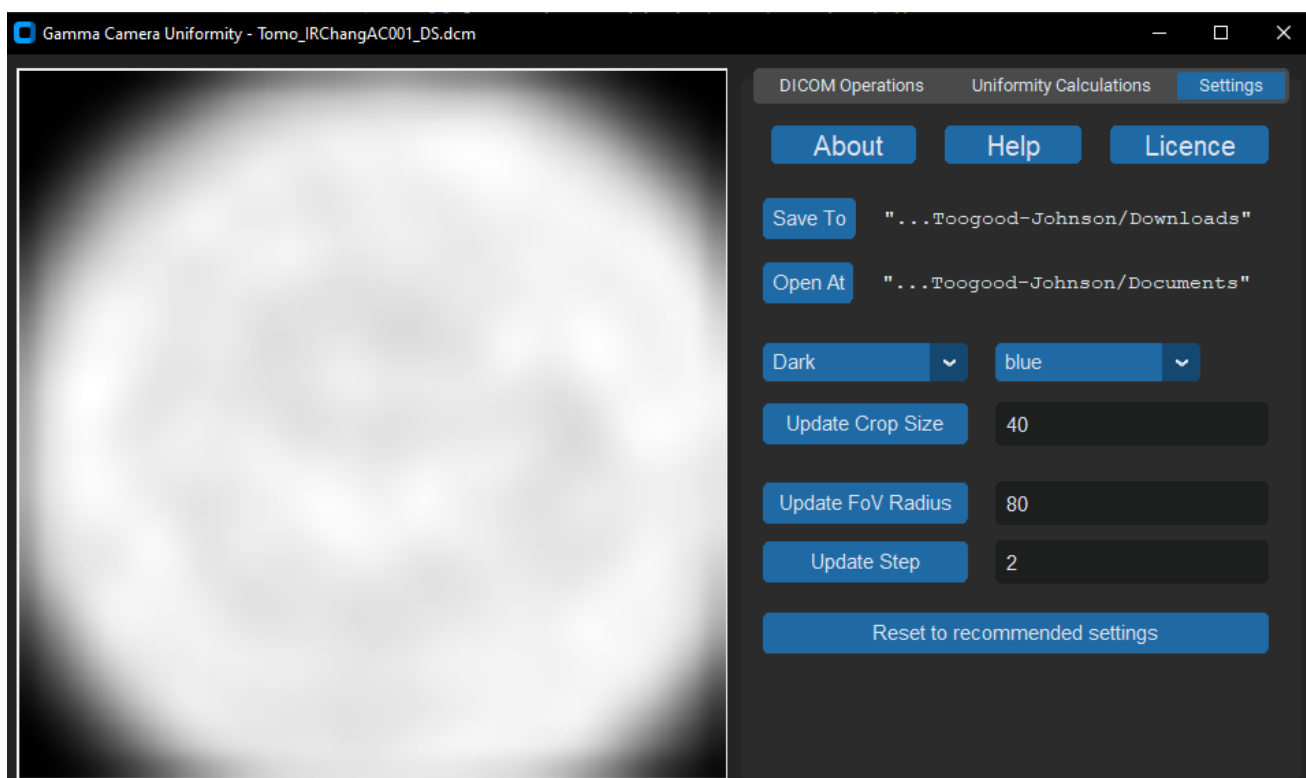 Gamma Camera Uniformity - Tomo_IRChangAC001_DS.dcm
DICOM Operations Uniformity Calculations Settings
About Help Licence
Save To "...Toogood-Johnson/Downloads"
Open At "...Toogood-Johnson/Documents"
Dark blue
Update Crop Size 40
Update FoV Radius 80
Update Step 2
Reset to recommended settings